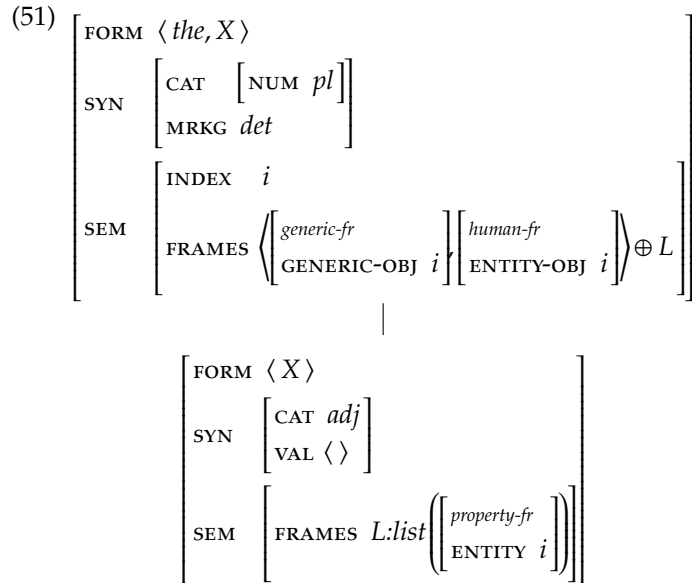 (51)
FORM ⟨the, X⟩
SYN [CAT [NUM pl]
MRKG det]
SEM [INDEX i
FRAMES ⟨[generic-fr
GENERIC-OBJ i], [human-fr
ENTITY-OBJ i]⟩ ⊕ L]
FORM ⟨X⟩
SYN [CAT adj
VAL ⟨ ⟩]
SEM [FRAMES L:list([property-fr
ENTITY i])]